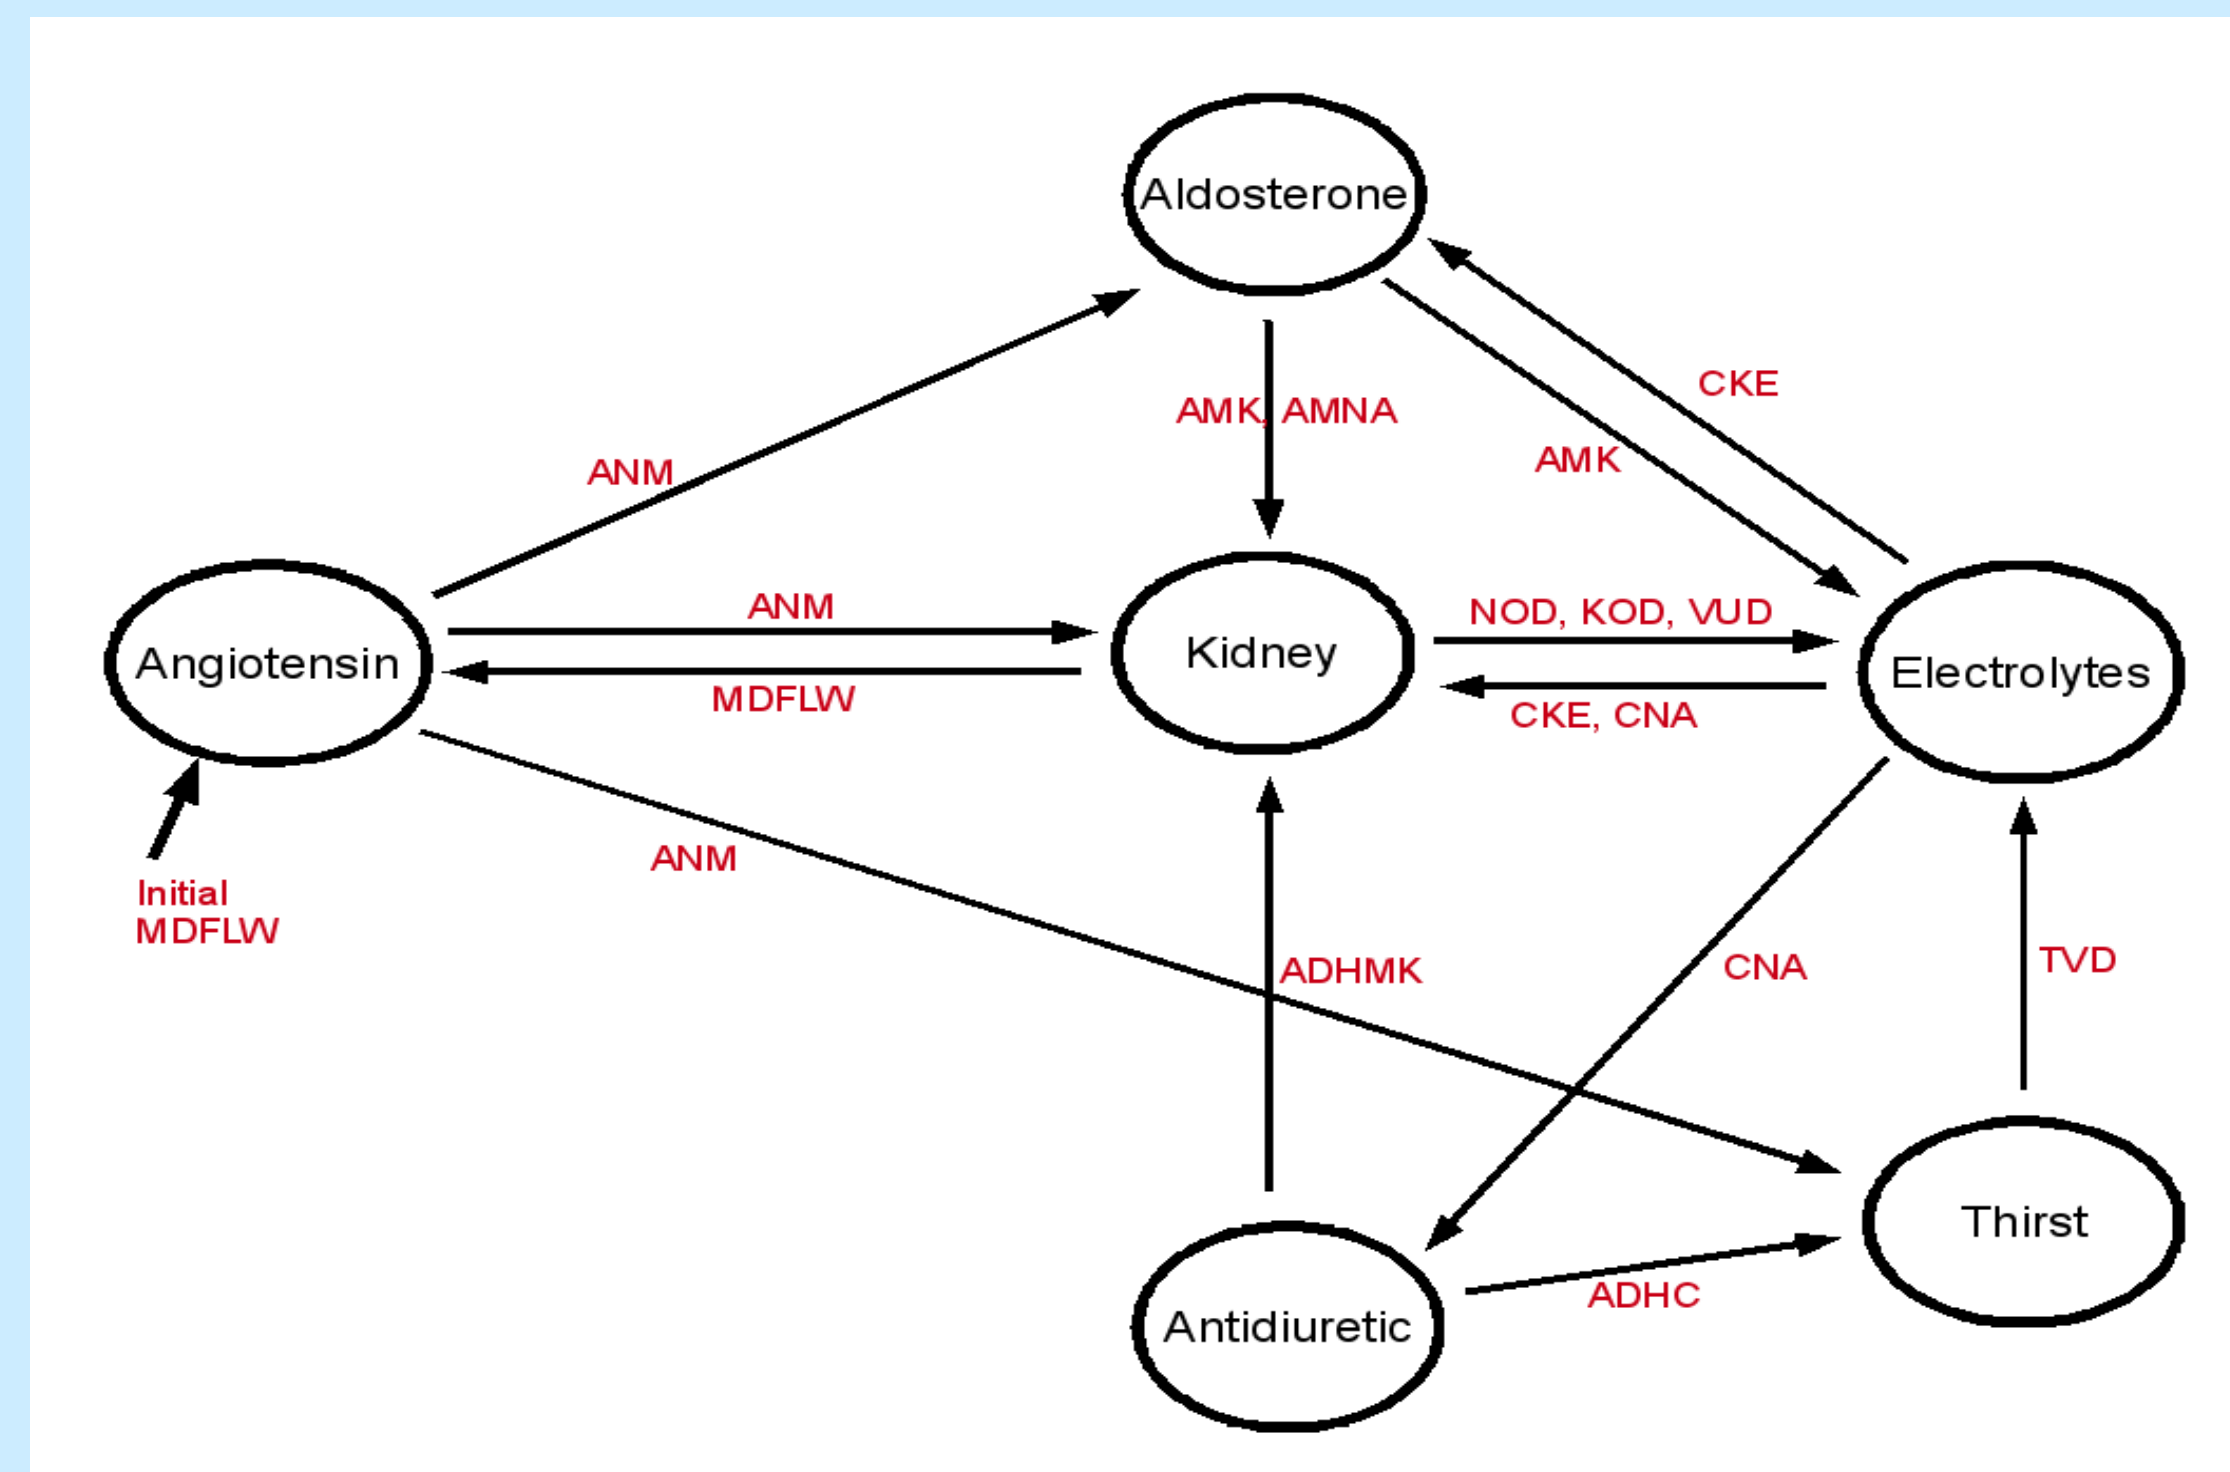 Aldosterone
CKE
AMK, AMNA
AMK
ANM
ANM
NOD, KOD, VUD
Angiotensin
Kidney
Electrolytes
MDFLW
CKE, CNA
ANM
Initial
MDFLW
ADHMK
CNA
TVD
Thirst
ADHC
Antidiuretic